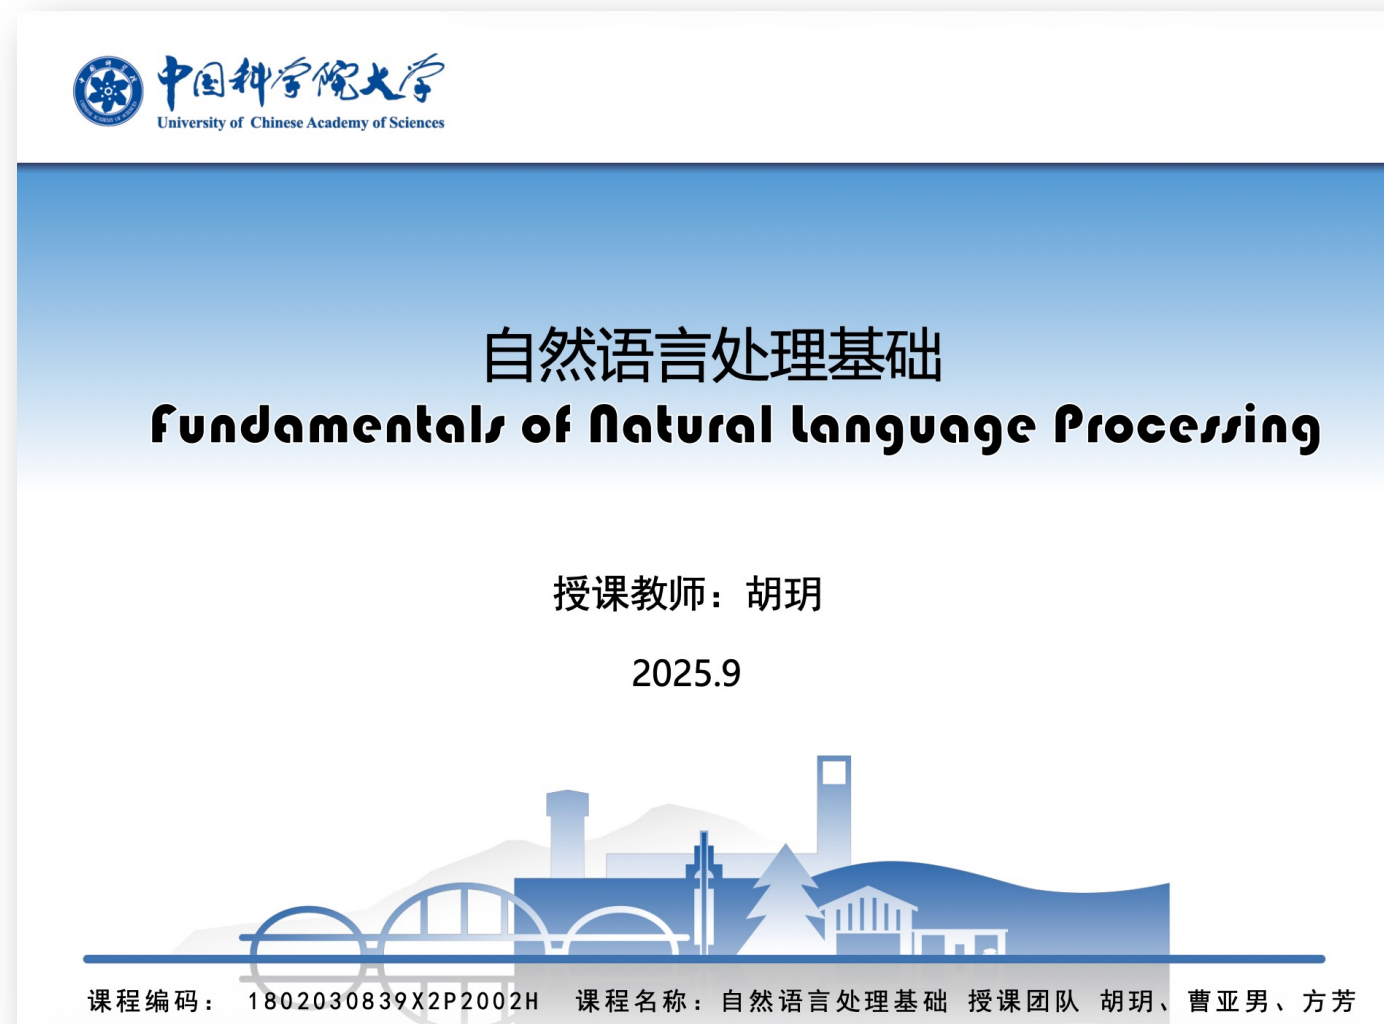 中国科学院大学
University of Chinese Academy of Sciences
自然语言处理基础
Fundamentals of Natural Language Processing
授课教师：胡玥
2025.9
课程编码： 1802030839X2P2002H 课程名称：自然语言处理基础 授课团队 胡玥、曹亚男、方芳